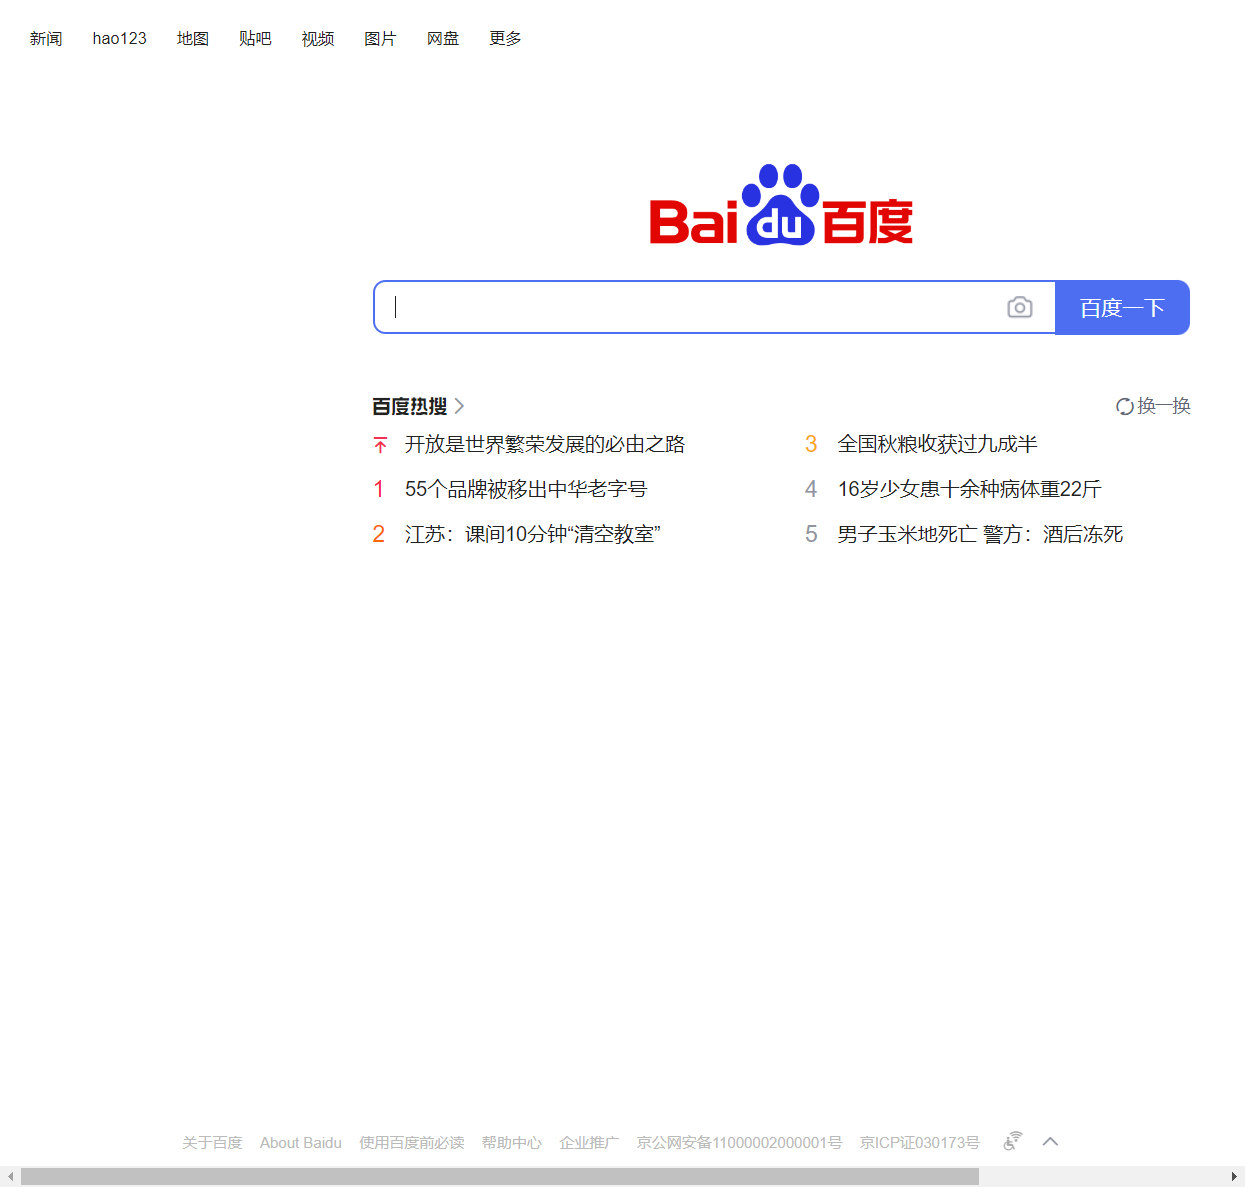 新闻 hao123 地图 贴吧 视频 图片 网盘 更多
Bai du 百度
百度一下
百度热搜 换一换
开放是世界繁荣发展的必由之路
1 55个品牌被移出中华老字号
2 江苏：课间10分钟“清空教室”
3 全国秋粮收获过九成半
4 16岁少女患十余种病体重22斤
5 男子玉米地死亡 警方：酒后冻死
关于百度 About Baidu 使用百度前必读 帮助中心 企业推广 京公网安备11000002000001号 京ICP证030173号